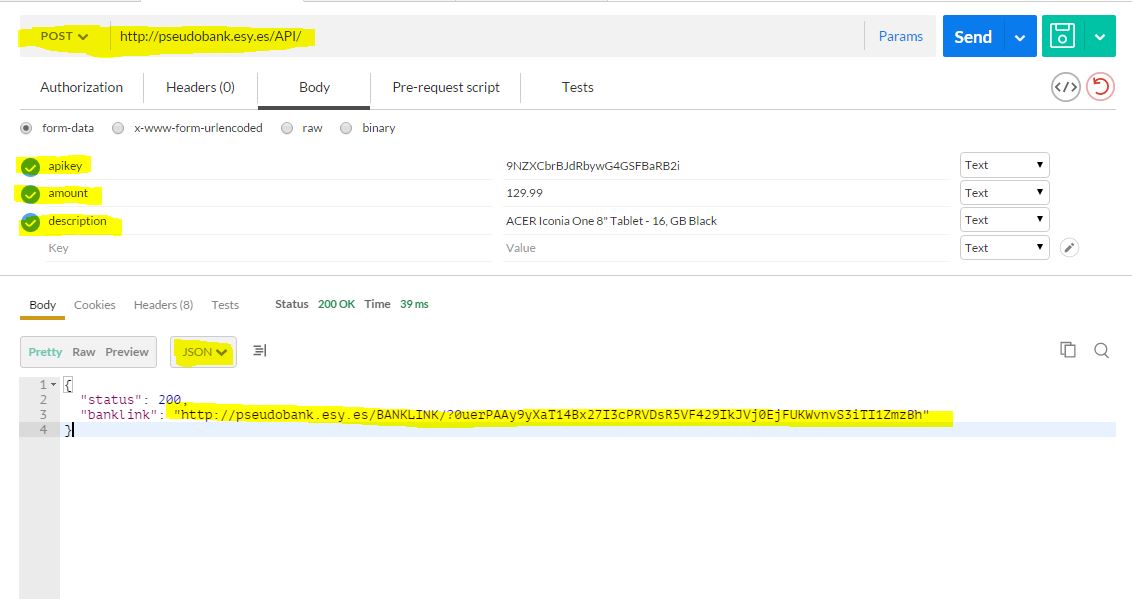 POST http://pseudobank.esy.es/API/ Params Send
Authorization Headers (0) Body Pre-request script Tests </>
form-data x-www-form-urlencoded raw binary
apikey 9NZXCbrBJdRbywG4GSFBaRB2i Text
amount 129.99 Text
description ACER Iconia One 8" Tablet - 16, GB Black Text
Key Value Text
Body Cookies Headers (8) Tests Status 200 OK Time 39 ms
Pretty Raw Preview JSON
1 {
2 "status": 200,
3 "banklink": "http://pseudobank.esy.es/BANKLINK/?0uerPAAy9yXaT14Bx27I3cPRVDsR5VF429IkJVj0EjFUKWvnvS3iTI1ZmzBh"
4 }